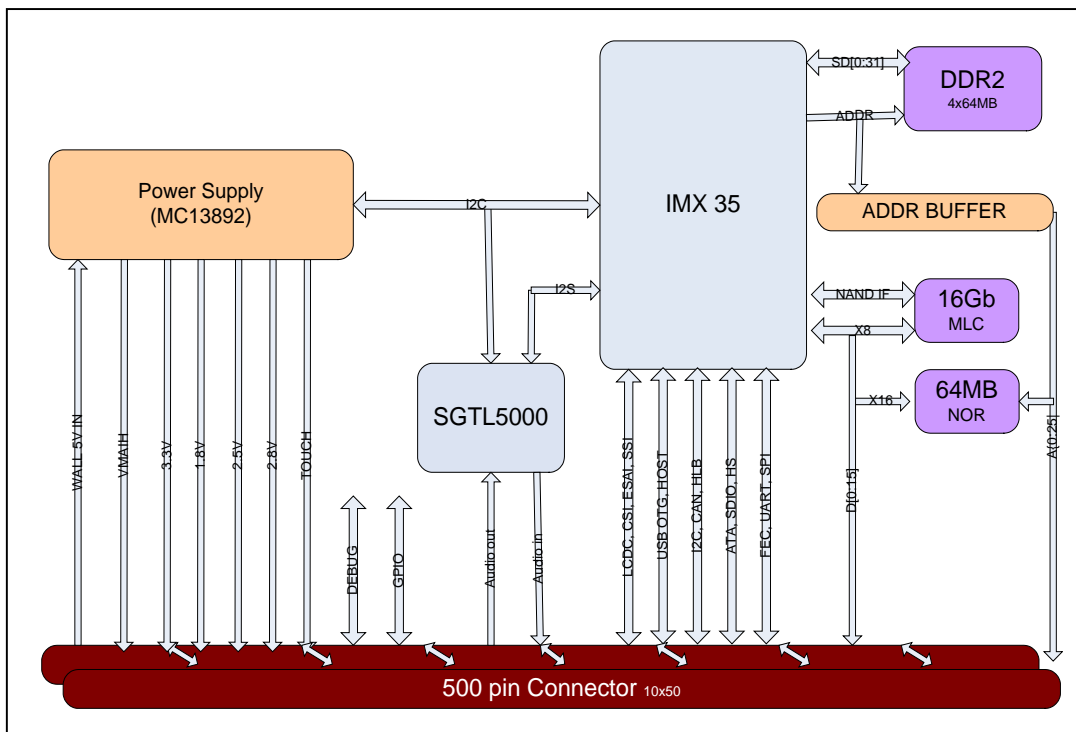 SD[0:31]
DDR2
4x64MB
ADDR
Power Supply
(MC13892)
I2C
IMX 35
ADDR BUFFER
I2S
NAND IF
16Gb
MLC
X8
SGTL5000
X16
64MB
NOR
WALL 5V IN
VMAIH
3.3V
1.8V
2.5V
2.8V
TOUCH
DEBUG
GPIO
Audio out
Audio in
LCDC, CSI, ESAI, SSI
USB OTG, HOST
I2C, CAN, HLB
ATA, SDIO, HS
FEC, UART, SPI
D[0:15]
A[0:25]
500 pin Connector 10x50